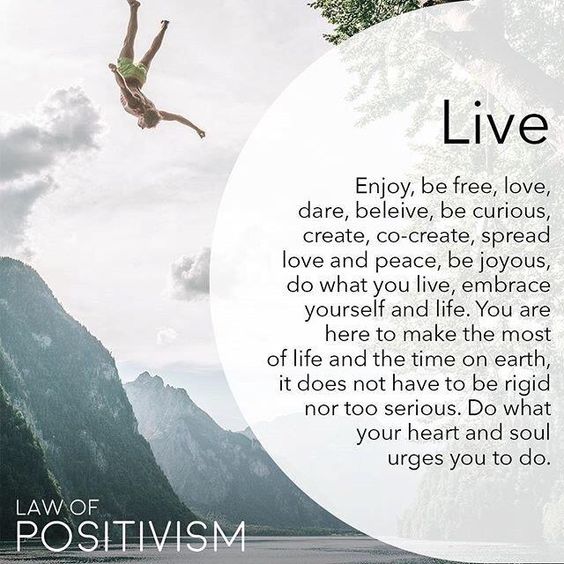 Live
Enjoy, be free, love,
dare, beleive, be curious,
create, co-create, spread
love and peace, be joyous,
do what you live, embrace
yourself and life. You are
here to make the most
of life and the time on earth,
it does not have to be rigid
nor too serious. Do what
your heart and soul
urges you to do.
LAW OF
POSITIVISM